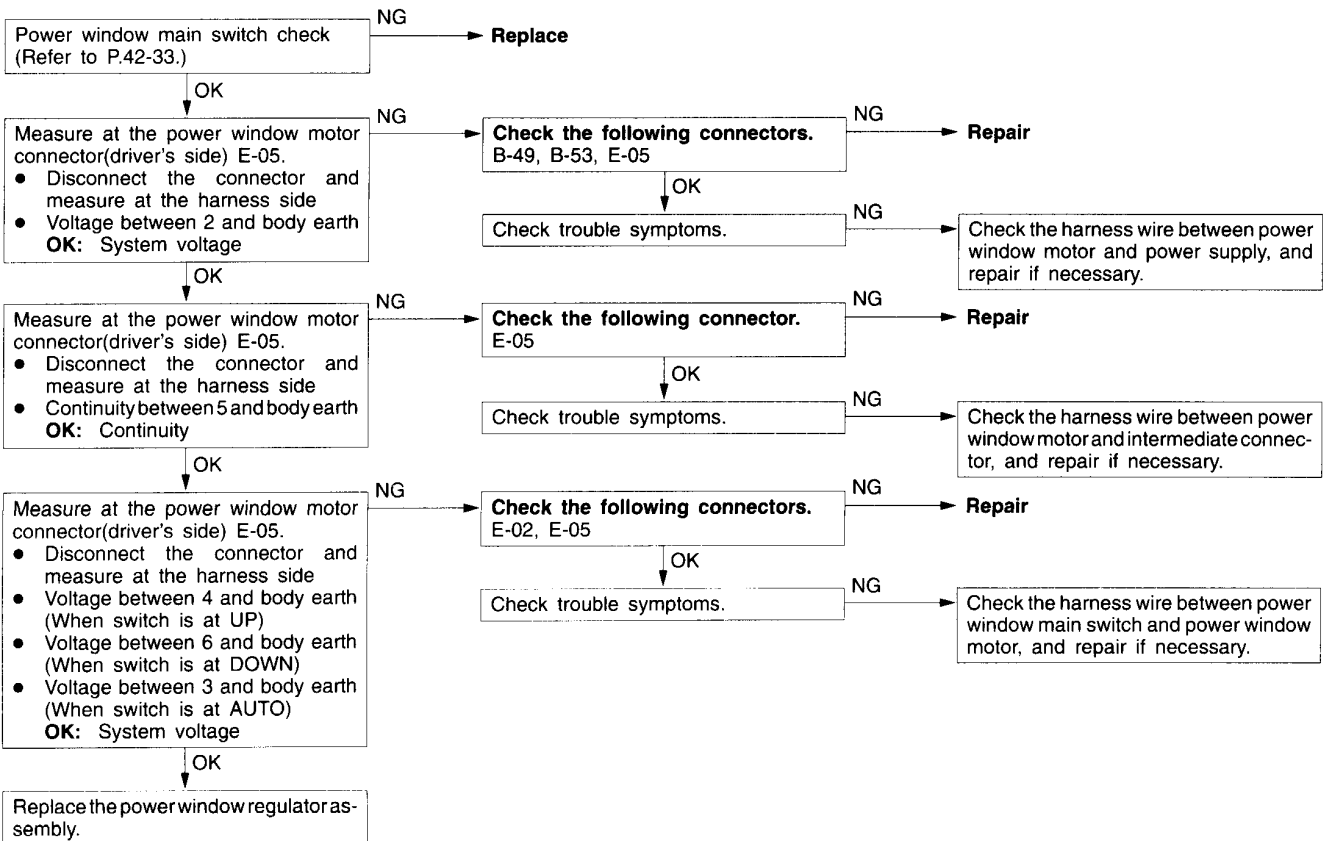 Power window main switch check
(Refer to P.42-33.)
NG
Replace
OK
Measure at the power window motor
connector(driver's side) E-05.
● Disconnect the connector and
measure at the harness side
● Voltage between 2 and body earth
OK: System voltage
NG
Check the following connectors.
B-49, B-53, E-05
NG
Repair
OK
Check trouble symptoms.
NG
Check the harness wire between power
window motor and power supply, and
repair if necessary.
OK
Measure at the power window motor
connector(driver's side) E-05.
● Disconnect the connector and
measure at the harness side
● Continuity between 5 and body earth
OK: Continuity
NG
Check the following connector.
E-05
NG
Repair
OK
Check trouble symptoms.
NG
Check the harness wire between power
window motor and intermediate connec-
tor, and repair if necessary.
OK
Measure at the power window motor
connector(driver's side) E-05.
● Disconnect the connector and
measure at the harness side
● Voltage between 4 and body earth
(When switch is at UP)
● Voltage between 6 and body earth
(When switch is at DOWN)
● Voltage between 3 and body earth
(When switch is at AUTO)
OK: System voltage
NG
Check the following connectors.
E-02, E-05
NG
Repair
OK
Check trouble symptoms.
NG
Check the harness wire between power
window main switch and power window
motor, and repair if necessary.
OK
Replace the power window regulator as-
sembly.